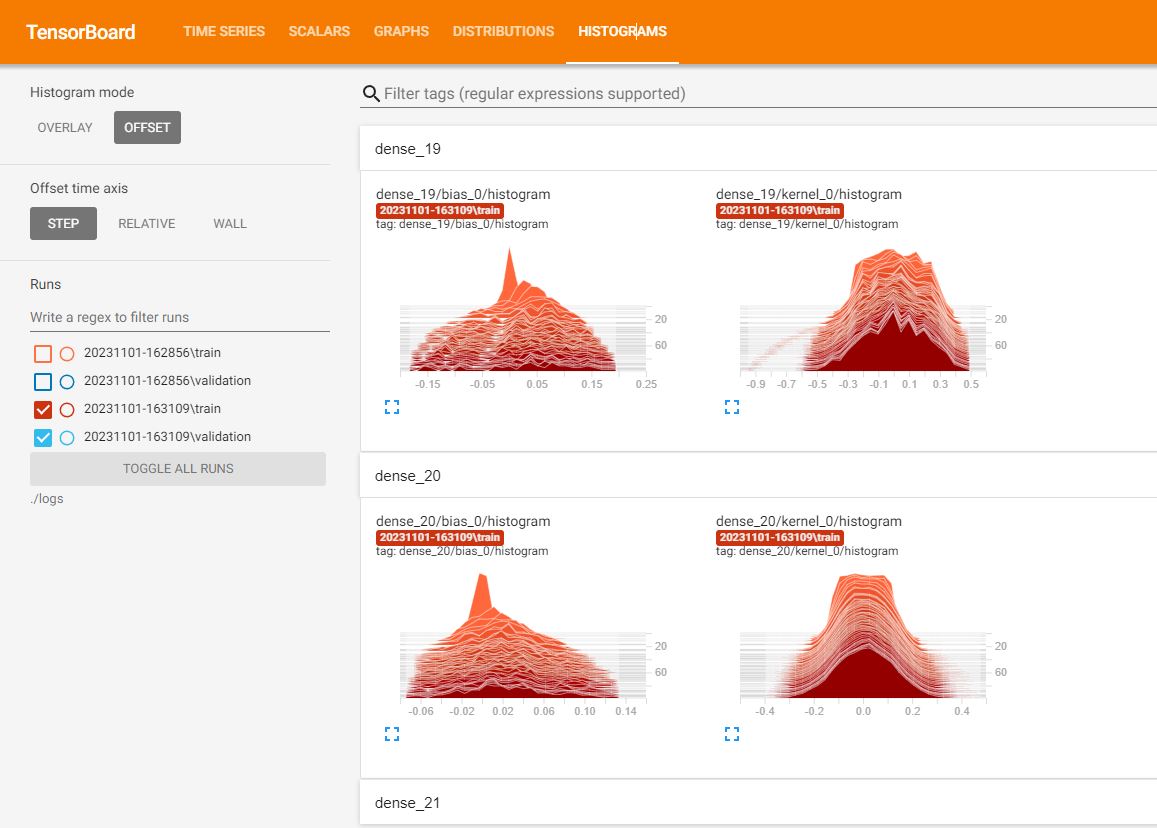 TensorBoard TIME SERIES SCALARS GRAPHS DISTRIBUTIONS HISTOGRAMS
Histogram mode
OVERLAY OFFSET
Offset time axis
STEP RELATIVE WALL
Runs
Write a regex to filter runs
20231101-162856\train
20231101-162856\validation
20231101-163109\train
20231101-163109\validation
TOGGLE ALL RUNS
./logs
Filter tags (regular expressions supported)
dense_19
dense_19/bias_0/histogram
20231101-163109\train
tag: dense_19/bias_0/histogram
20
60
-0.15 -0.05 0.05 0.15 0.25
dense_19/kernel_0/histogram
20231101-163109\train
tag: dense_19/kernel_0/histogram
20
60
-0.9 -0.7 -0.5 -0.3 -0.1 0.1 0.3 0.5
dense_20
dense_20/bias_0/histogram
20231101-163109\train
tag: dense_20/bias_0/histogram
20
60
-0.06 -0.02 0.02 0.06 0.10 0.14
dense_20/kernel_0/histogram
20231101-163109\train
tag: dense_20/kernel_0/histogram
20
60
-0.4 -0.2 0.0 0.2 0.4
dense_21